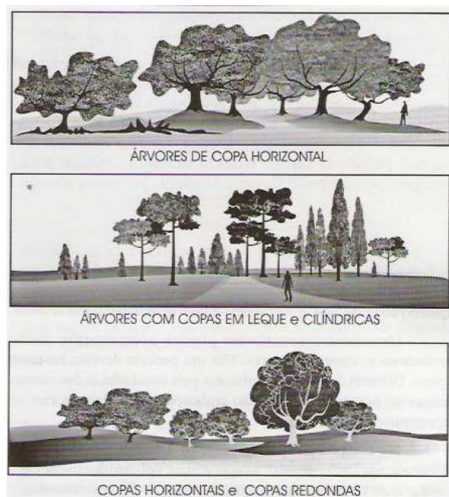 ÁRVORES DE COPA HORIZONTAL
ÁRVORES COM COPAS EM LEQUE e CILÍNDRICAS
COPAS HORIZONTAIS e COPAS REDONDAS